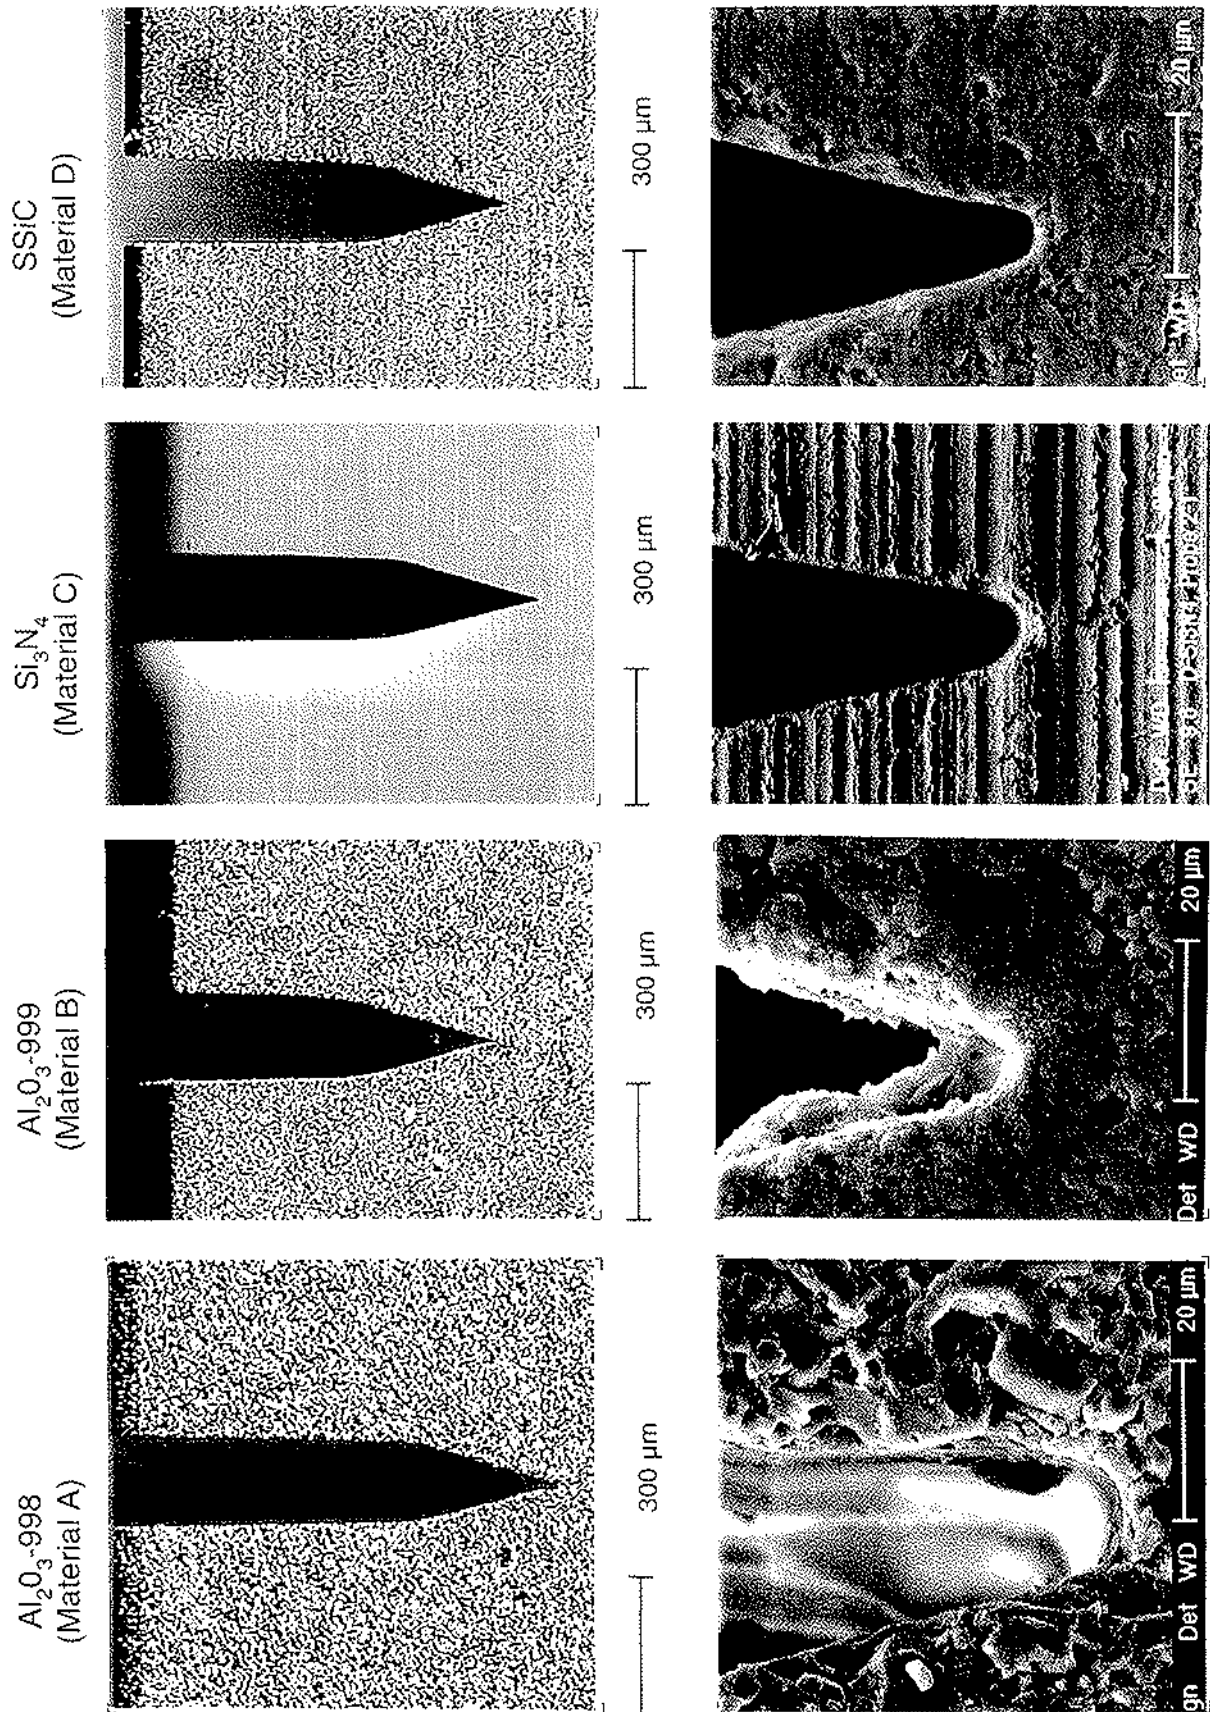 Al₂O₃-998
(Material A)
Al₂O₃-999
(Material B)
Si₃N₄
(Material C)
SSiC
(Material D)
300 µm
300 µm
300 µm
300 µm
gn Det WD 20 µm
Det WD 20 µm
20 µm